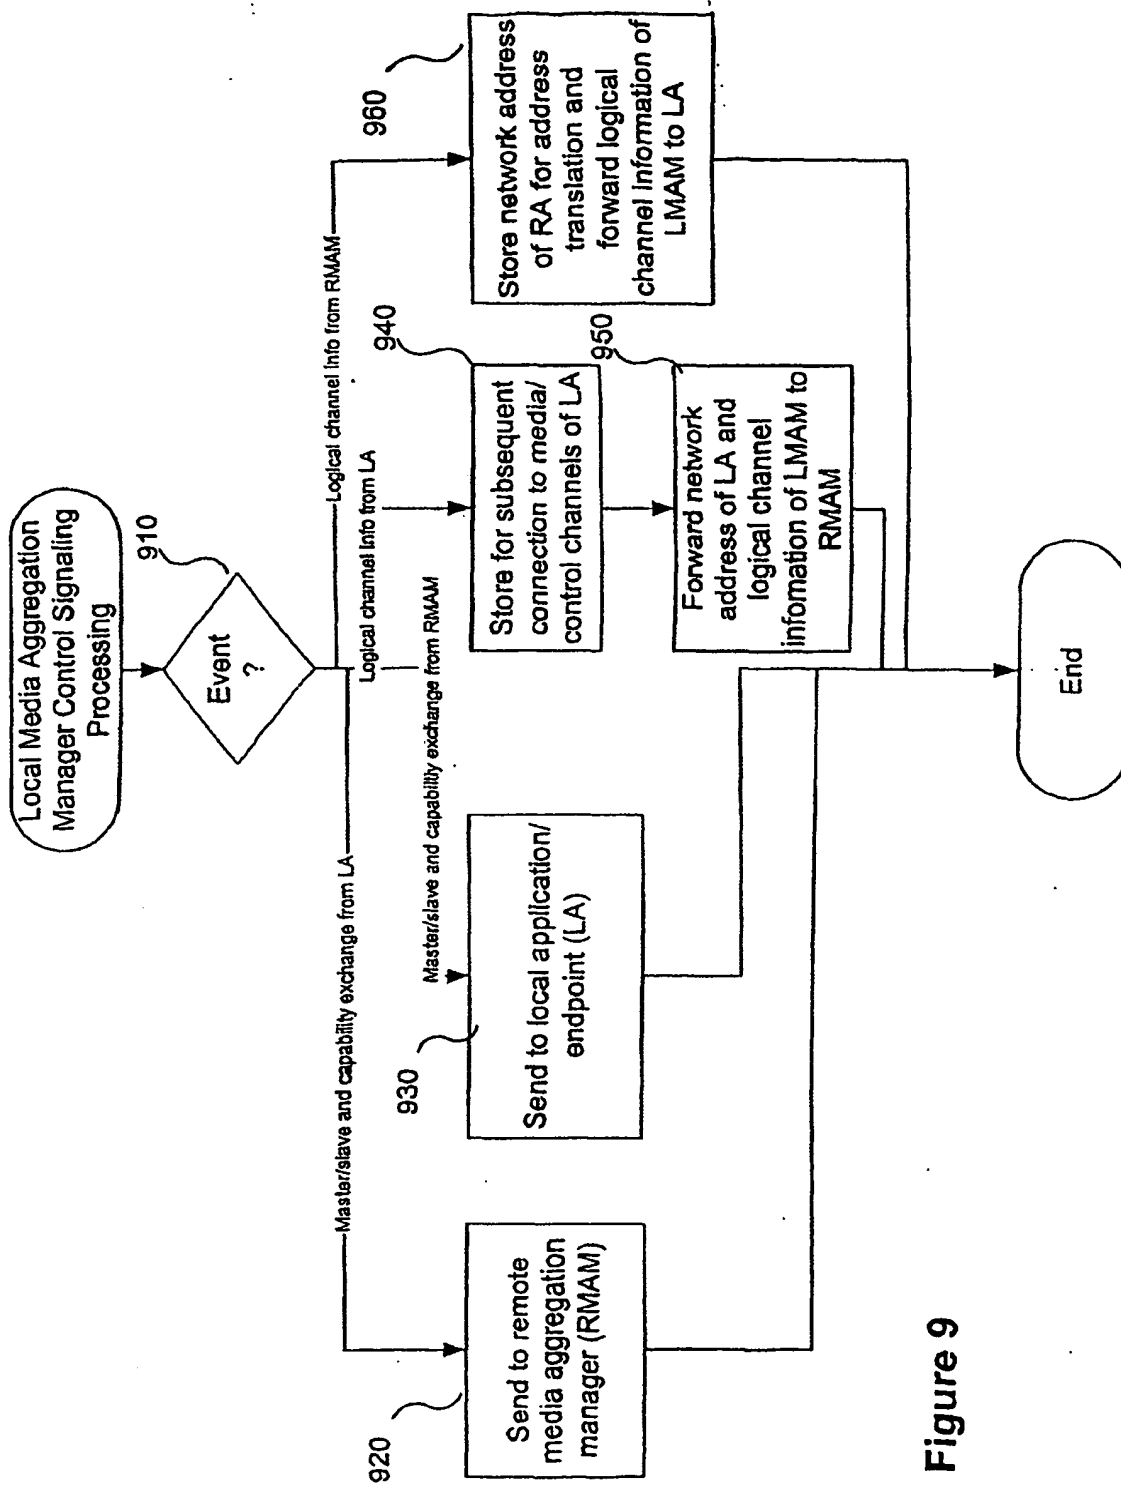 Local Media Aggregation
Manager Control Signaling
Processing
910
Event
?
Master/slave and capability exchange from LA
Master/slave and capability exchange from RMAM
Logical channel Info from LA
Logical channel Info from RMAM
920
Send to remote
media aggregation
manager (RMAM)
930
Send to local application/
endpoint (LA)
940
Store for subsequent
connection to media/
control channels of LA
950
Forward network
address of LA and
logical channel
infomation of LMAM to
RMAM
960
Store network address
of RA for address
translation and
forward logical
channel Information of
LMAM to LA
End
Figure 9